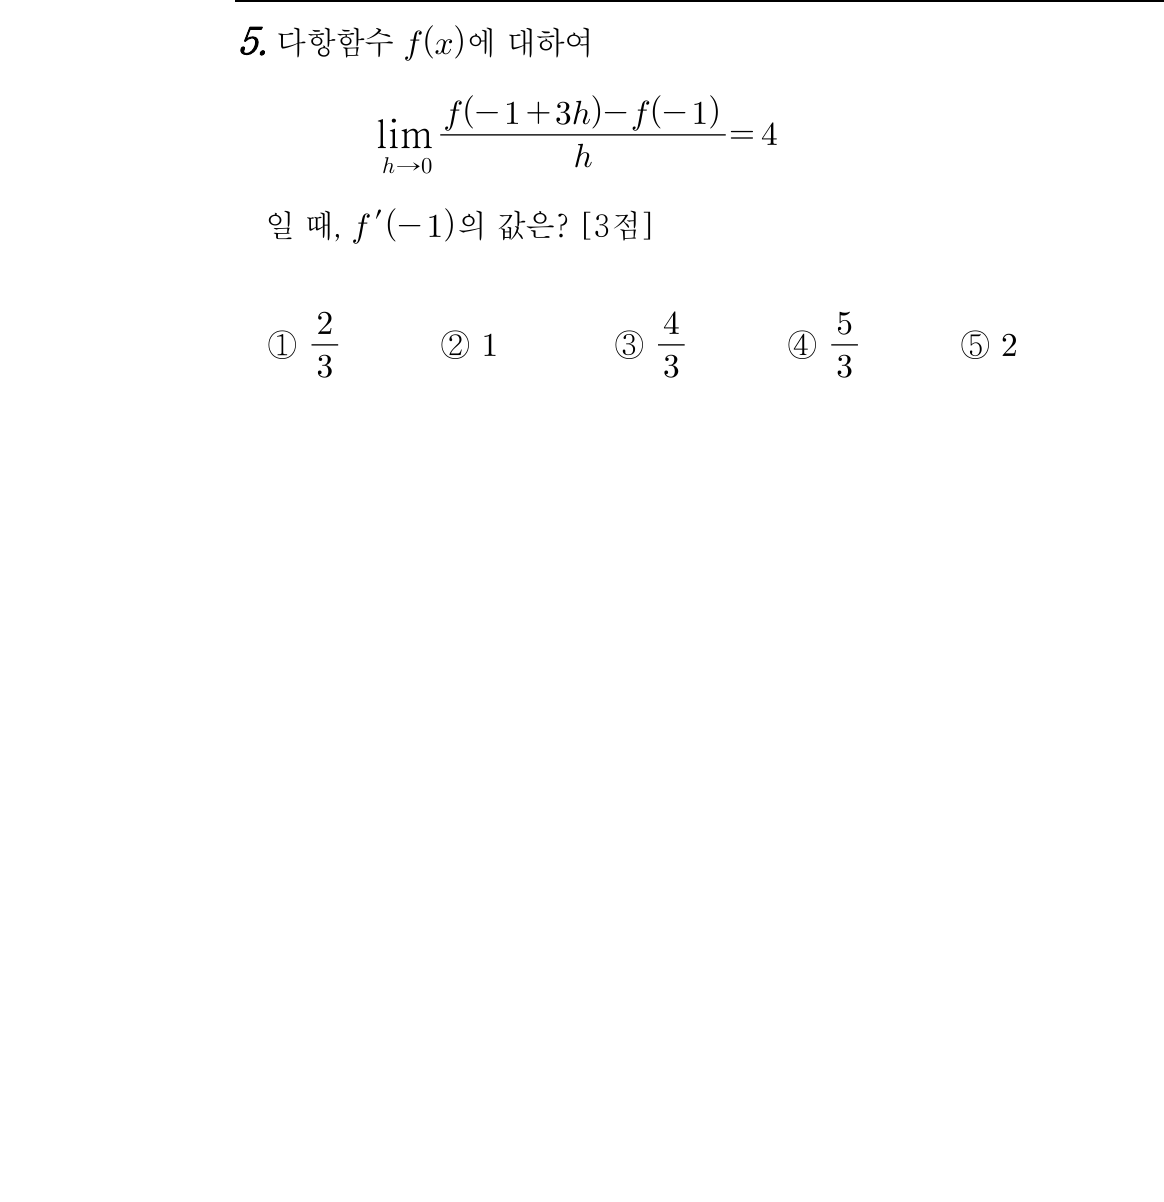 5. 다항함수 f(x)에 대하여
lim_{h→0} \frac{f(−1+3h)−f(−1)}{h} = 4
일 때, f′(−1)의 값은? [3점]
① \frac{2}{3} ② 1 ③ \frac{4}{3} ④ \frac{5}{3} ⑤ 2